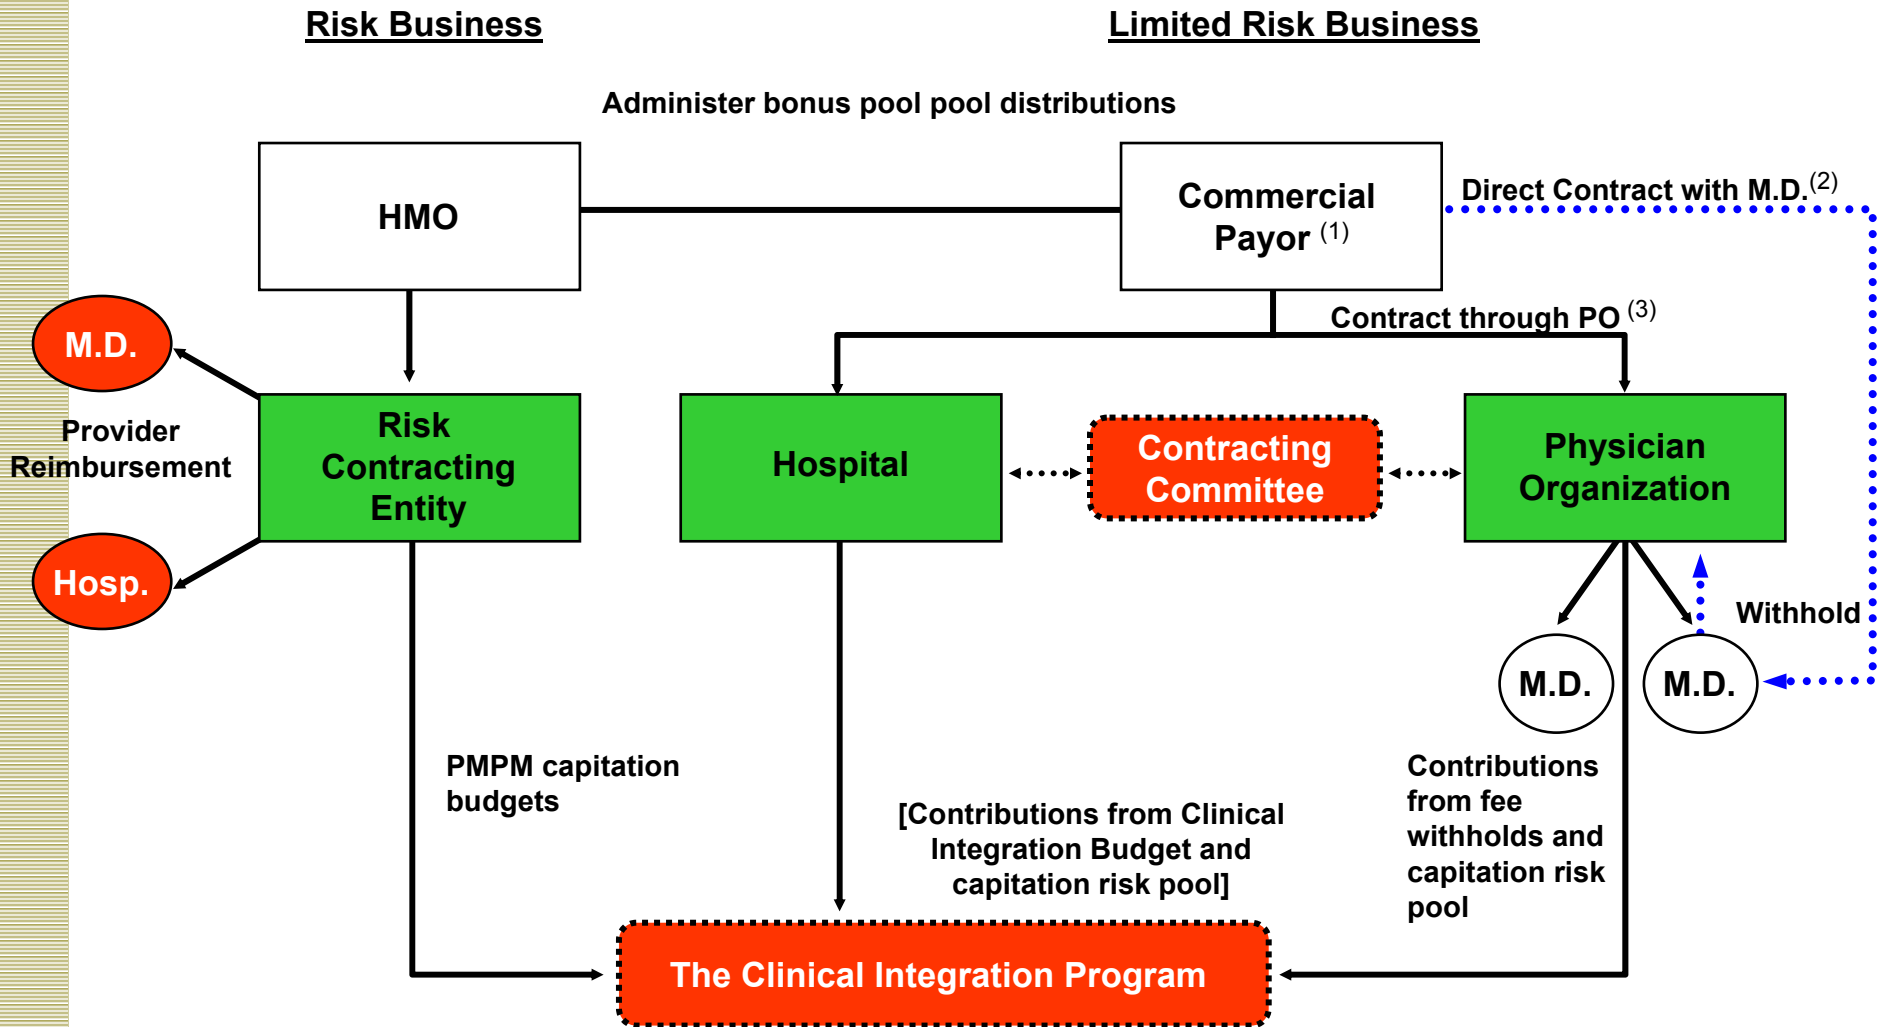 Risk Business
Limited Risk Business
Administer bonus pool pool distributions
HMO
Commercial
Payor (1)
Direct Contract with M.D.(2)
Contract through PO (3)
M.D.
Provider
Reimbursement
Hosp.
Risk
Contracting
Entity
Hospital
Contracting
Committee
Physician
Organization
Withhold
M.D.
M.D.
PMPM capitation
budgets
[Contributions from Clinical
Integration Budget and
capitation risk pool]
Contributions
from fee
withholds and
capitation risk
pool
The Clinical Integration Program